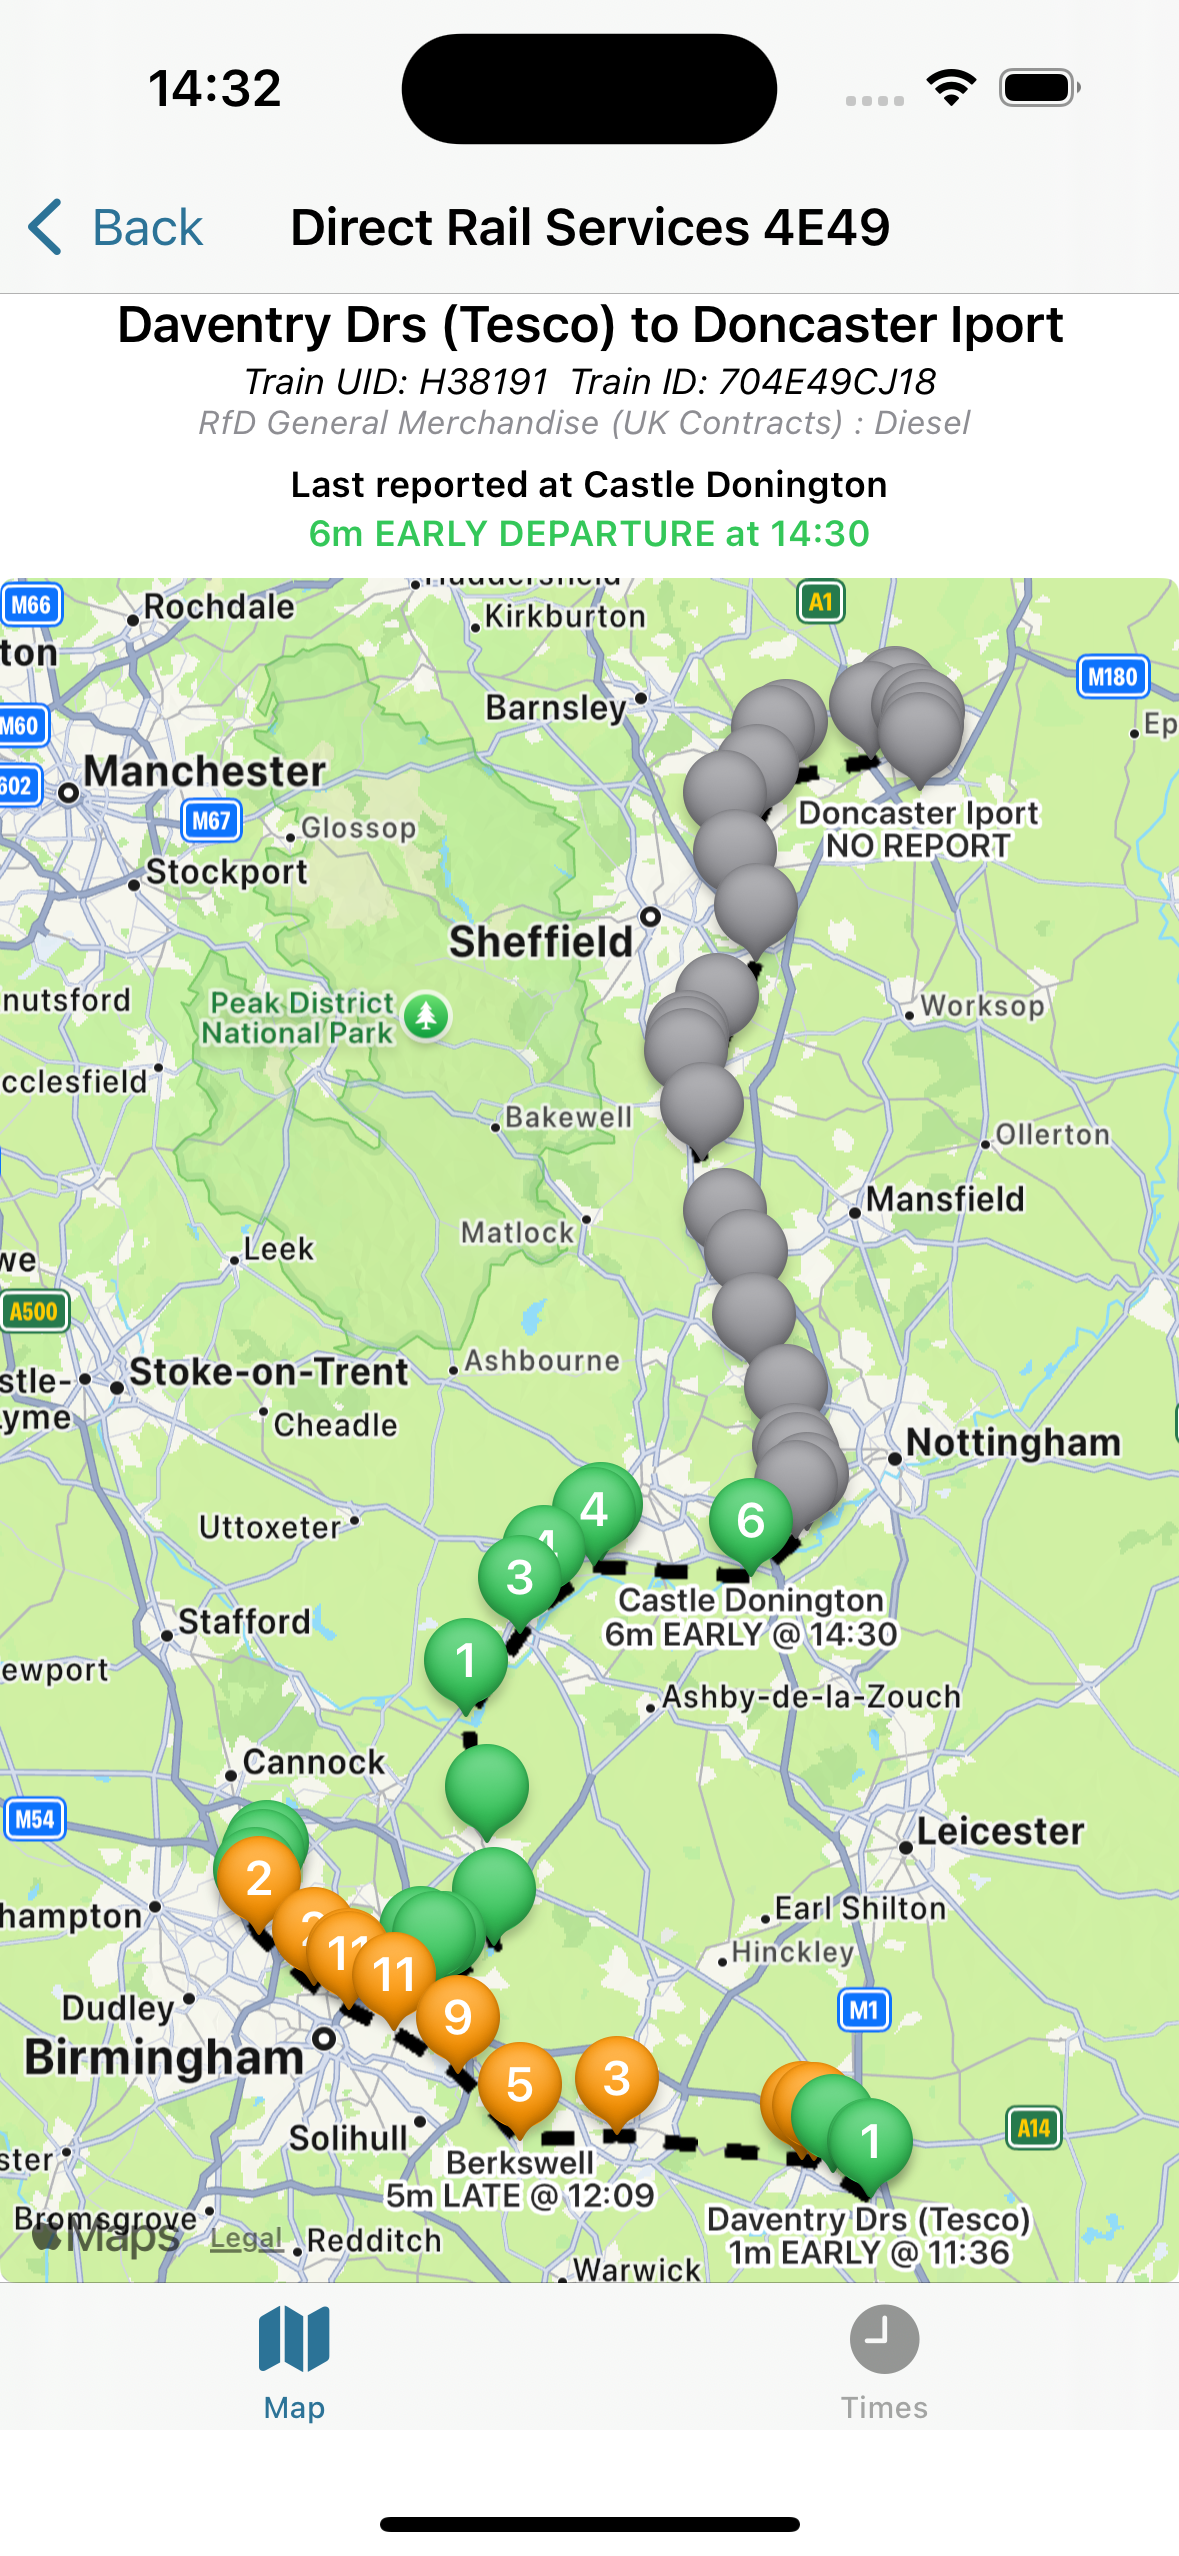 14:32
Back
Direct Rail Services 4E49
Daventry Drs (Tesco) to Doncaster Iport
Train UID: H38191 Train ID: 704E49CJ18
RfD General Merchandise (UK Contracts) : Diesel
Last reported at Castle Donington
6m EARLY DEPARTURE at 14:30
M66
Rochdale
Huddersfield
Kirkburton
A1
ton
M180
Barnsley
Ep
M60
Manchester
602
M67
Glossop
Doncaster Iport
NO REPORT
Stockport
Sheffield
nutsford
Peak District
National Park
Worksop
cclesfield
Bakewell
Ollerton
Mansfield
Matlock
Leek
we
A500
Stoke-on-Trent
Ashbourne
stle-
Lyme
Cheadle
Nottingham
4
6
Uttoxeter
4
3
Castle Donington
6m EARLY @ 14:30
Stafford
1
ewport
Ashby-de-la-Zouch
Cannock
M54
Leicester
2
hampton
Earl Shilton
2
11
Hinckley
11
M1
Dudley
9
Birmingham
5
3
A14
1
Solihull
ster
Berkswell
5m LATE @ 12:09
Bromsgrove
Daventry Drs (Tesco)
1m EARLY @ 11:36
Maps
Legal
Redditch
Warwick
Map
Times